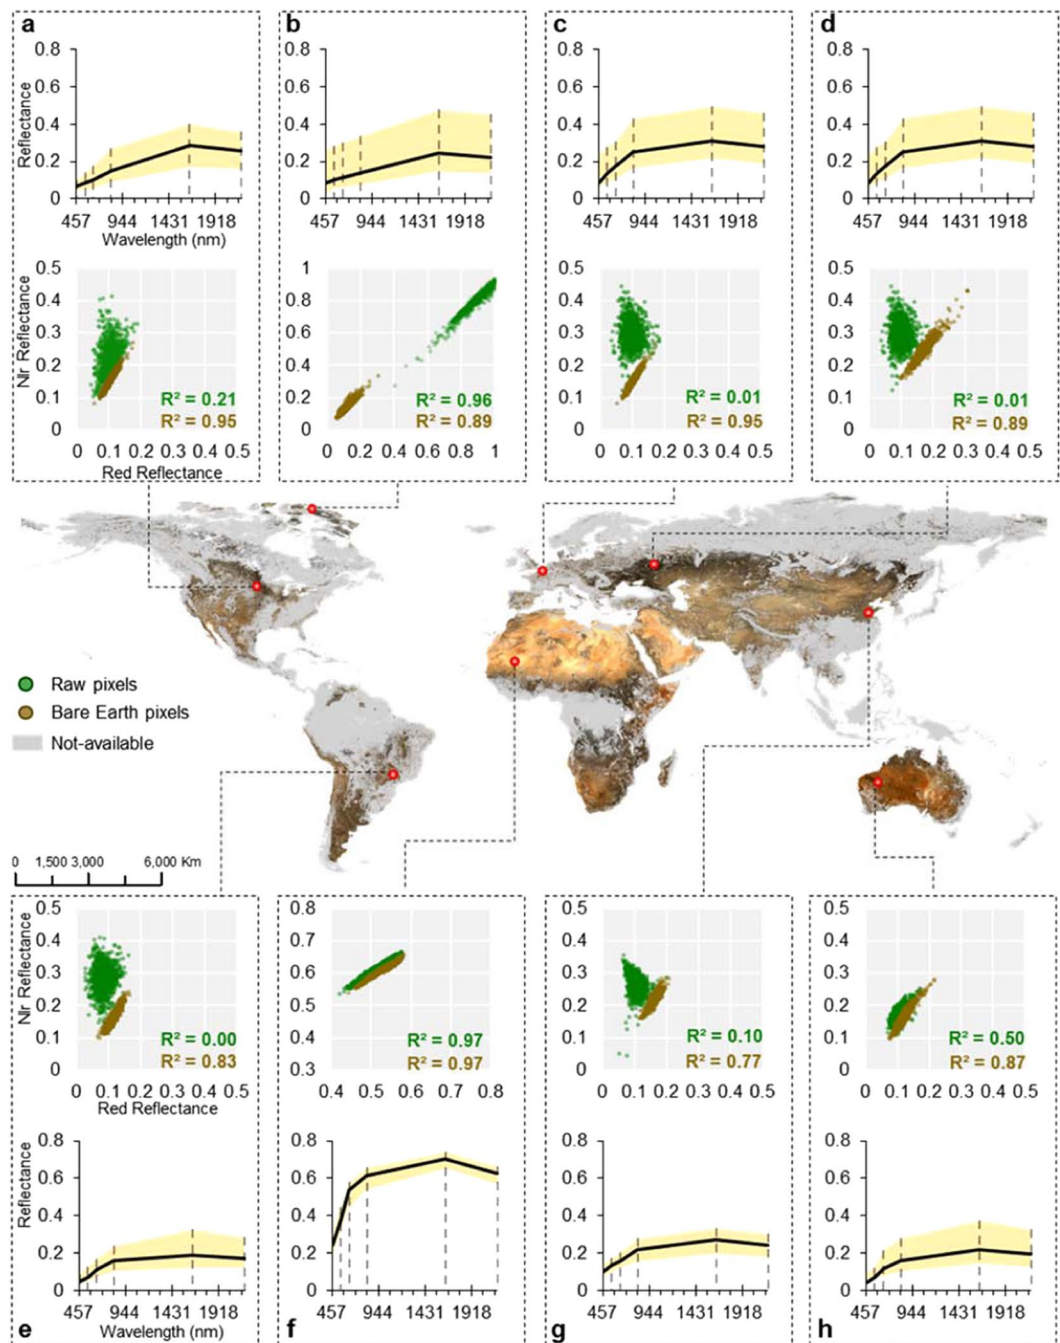 a
b
c
d
0.8
0.6
0.4
0.2
0
Reflectance
457 944 1431 1918
Wavelength (nm)
0.8
0.6
0.4
0.2
0
457 944 1431 1918
0.8
0.6
0.4
0.2
0
457 944 1431 1918
0.8
0.6
0.4
0.2
0
457 944 1431 1918
0.5
0.4
0.3
0.2
0.1
0
NIr Reflectance
R² = 0.21
R² = 0.95
0 0.1 0.2 0.3 0.4 0.5
Red Reflectance
1
0.8
0.6
0.4
0.2
0
R² = 0.96
R² = 0.89
0 0.2 0.4 0.6 0.8 1
0.5
0.4
0.3
0.2
0.1
0
R² = 0.01
R² = 0.95
0 0.1 0.2 0.3 0.4 0.5
0.5
0.4
0.3
0.2
0.1
0
R² = 0.01
R² = 0.89
0 0.1 0.2 0.3 0.4 0.5
Raw pixels
Bare Earth pixels
Not-available
0 1,500 3,000 6,000 Km
0.5
0.4
0.3
0.2
0.1
0
NIr Reflectance
R² = 0.00
R² = 0.83
0 0.1 0.2 0.3 0.4 0.5
Red Reflectance
0.8
0.7
0.6
0.5
0.4
0.3
R² = 0.97
R² = 0.97
0.4 0.5 0.6 0.7 0.8
0.5
0.4
0.3
0.2
0.1
0
R² = 0.10
R² = 0.77
0 0.1 0.2 0.3 0.4 0.5
0.5
0.4
0.3
0.2
0.1
0
R² = 0.50
R² = 0.87
0 0.1 0.2 0.3 0.4 0.5
0.8
0.6
0.4
0.2
0
Reflectance
457 944 1431 1918
Wavelength (nm)
0.8
0.6
0.4
0.2
0
457 944 1431 1918
0.8
0.6
0.4
0.2
0
457 944 1431 1918
0.8
0.6
0.4
0.2
0
457 944 1431 1918
e
f
g
h